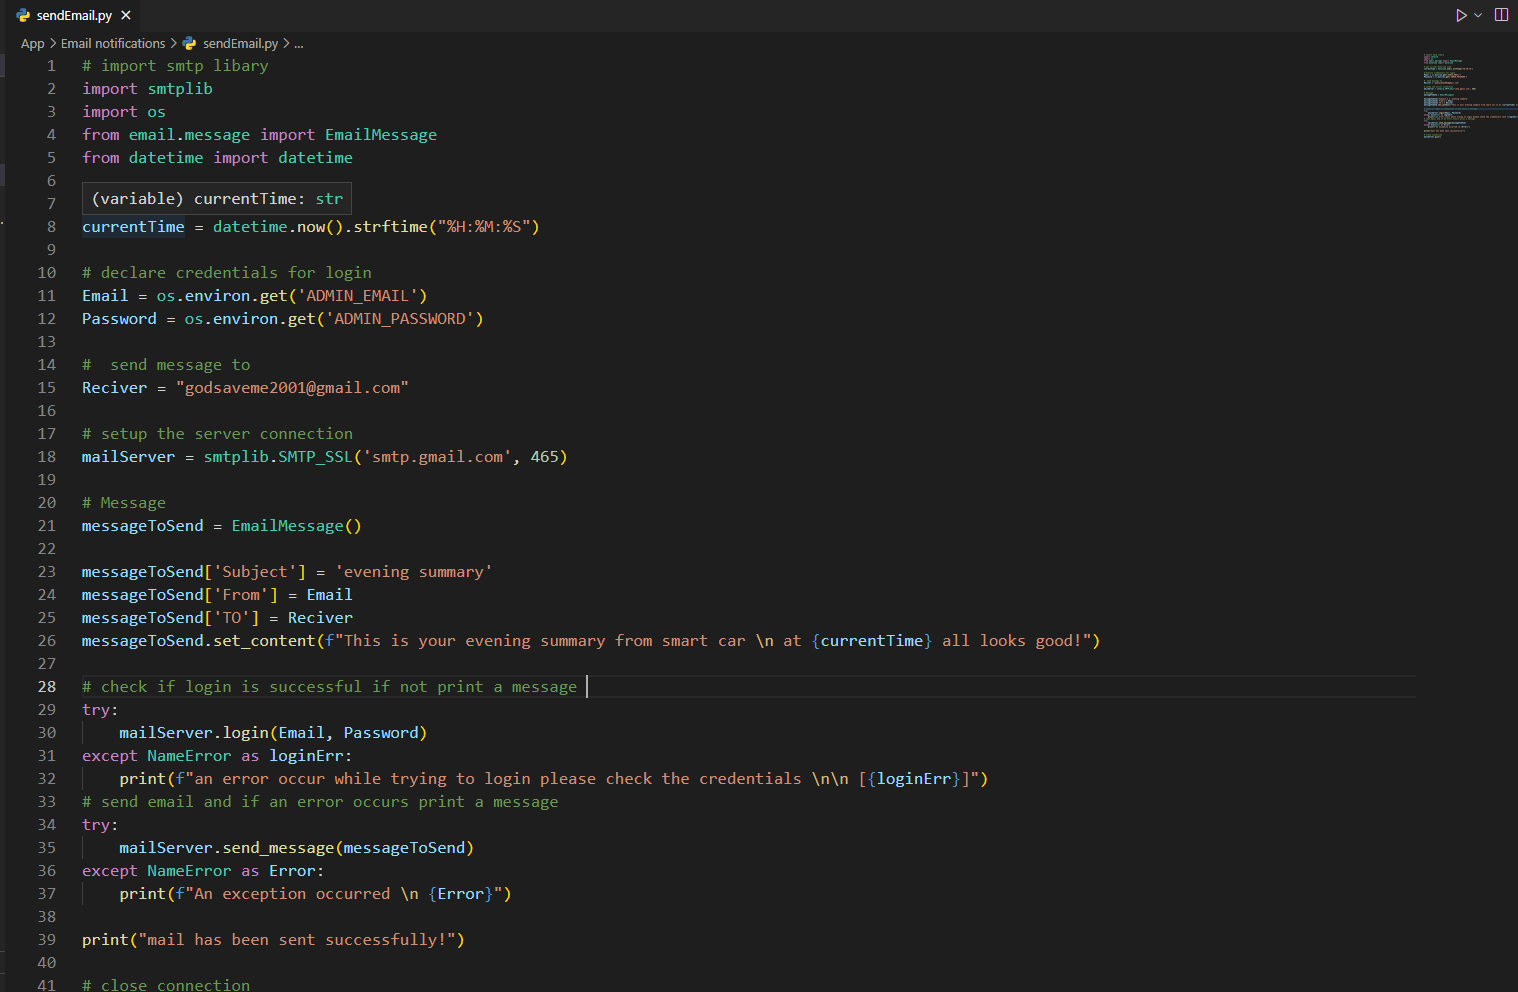 sendEmail.py
App > Email notifications > sendEmail.py > ...
1 # import smtp libary
2 import smtplib
3 import os
4 from email.message import EmailMessage
5 from datetime import datetime
6
7 (variable) currentTime: str
8 currentTime = datetime.now().strftime("%H:%M:%S")
9
10 # declare credentials for login
11 Email = os.environ.get('ADMIN_EMAIL')
12 Password = os.environ.get('ADMIN_PASSWORD')
13
14 #  send message to
15 Reciver = "godsaveme2001@gmail.com"
16
17 # setup the server connection
18 mailServer = smtplib.SMTP_SSL('smtp.gmail.com', 465)
19
20 # Message
21 messageToSend = EmailMessage()
22
23 messageToSend['Subject'] = 'evening summary'
24 messageToSend['From'] = Email
25 messageToSend['TO'] = Reciver
26 messageToSend.set_content(f"This is your evening summary from smart car \n at {currentTime} all looks good!")
27
28 # check if login is successful if not print a message
29 try:
30     mailServer.login(Email, Password)
31 except NameError as loginErr:
32     print(f"an error occur while trying to login please check the credentials \n\n [{loginErr}]")
33 # send email and if an error occurs print a message
34 try:
35     mailServer.send_message(messageToSend)
36 except NameError as Error:
37     print(f"An exception occurred \n {Error}")
38
39 print("mail has been sent successfully!")
40
41 # close connection